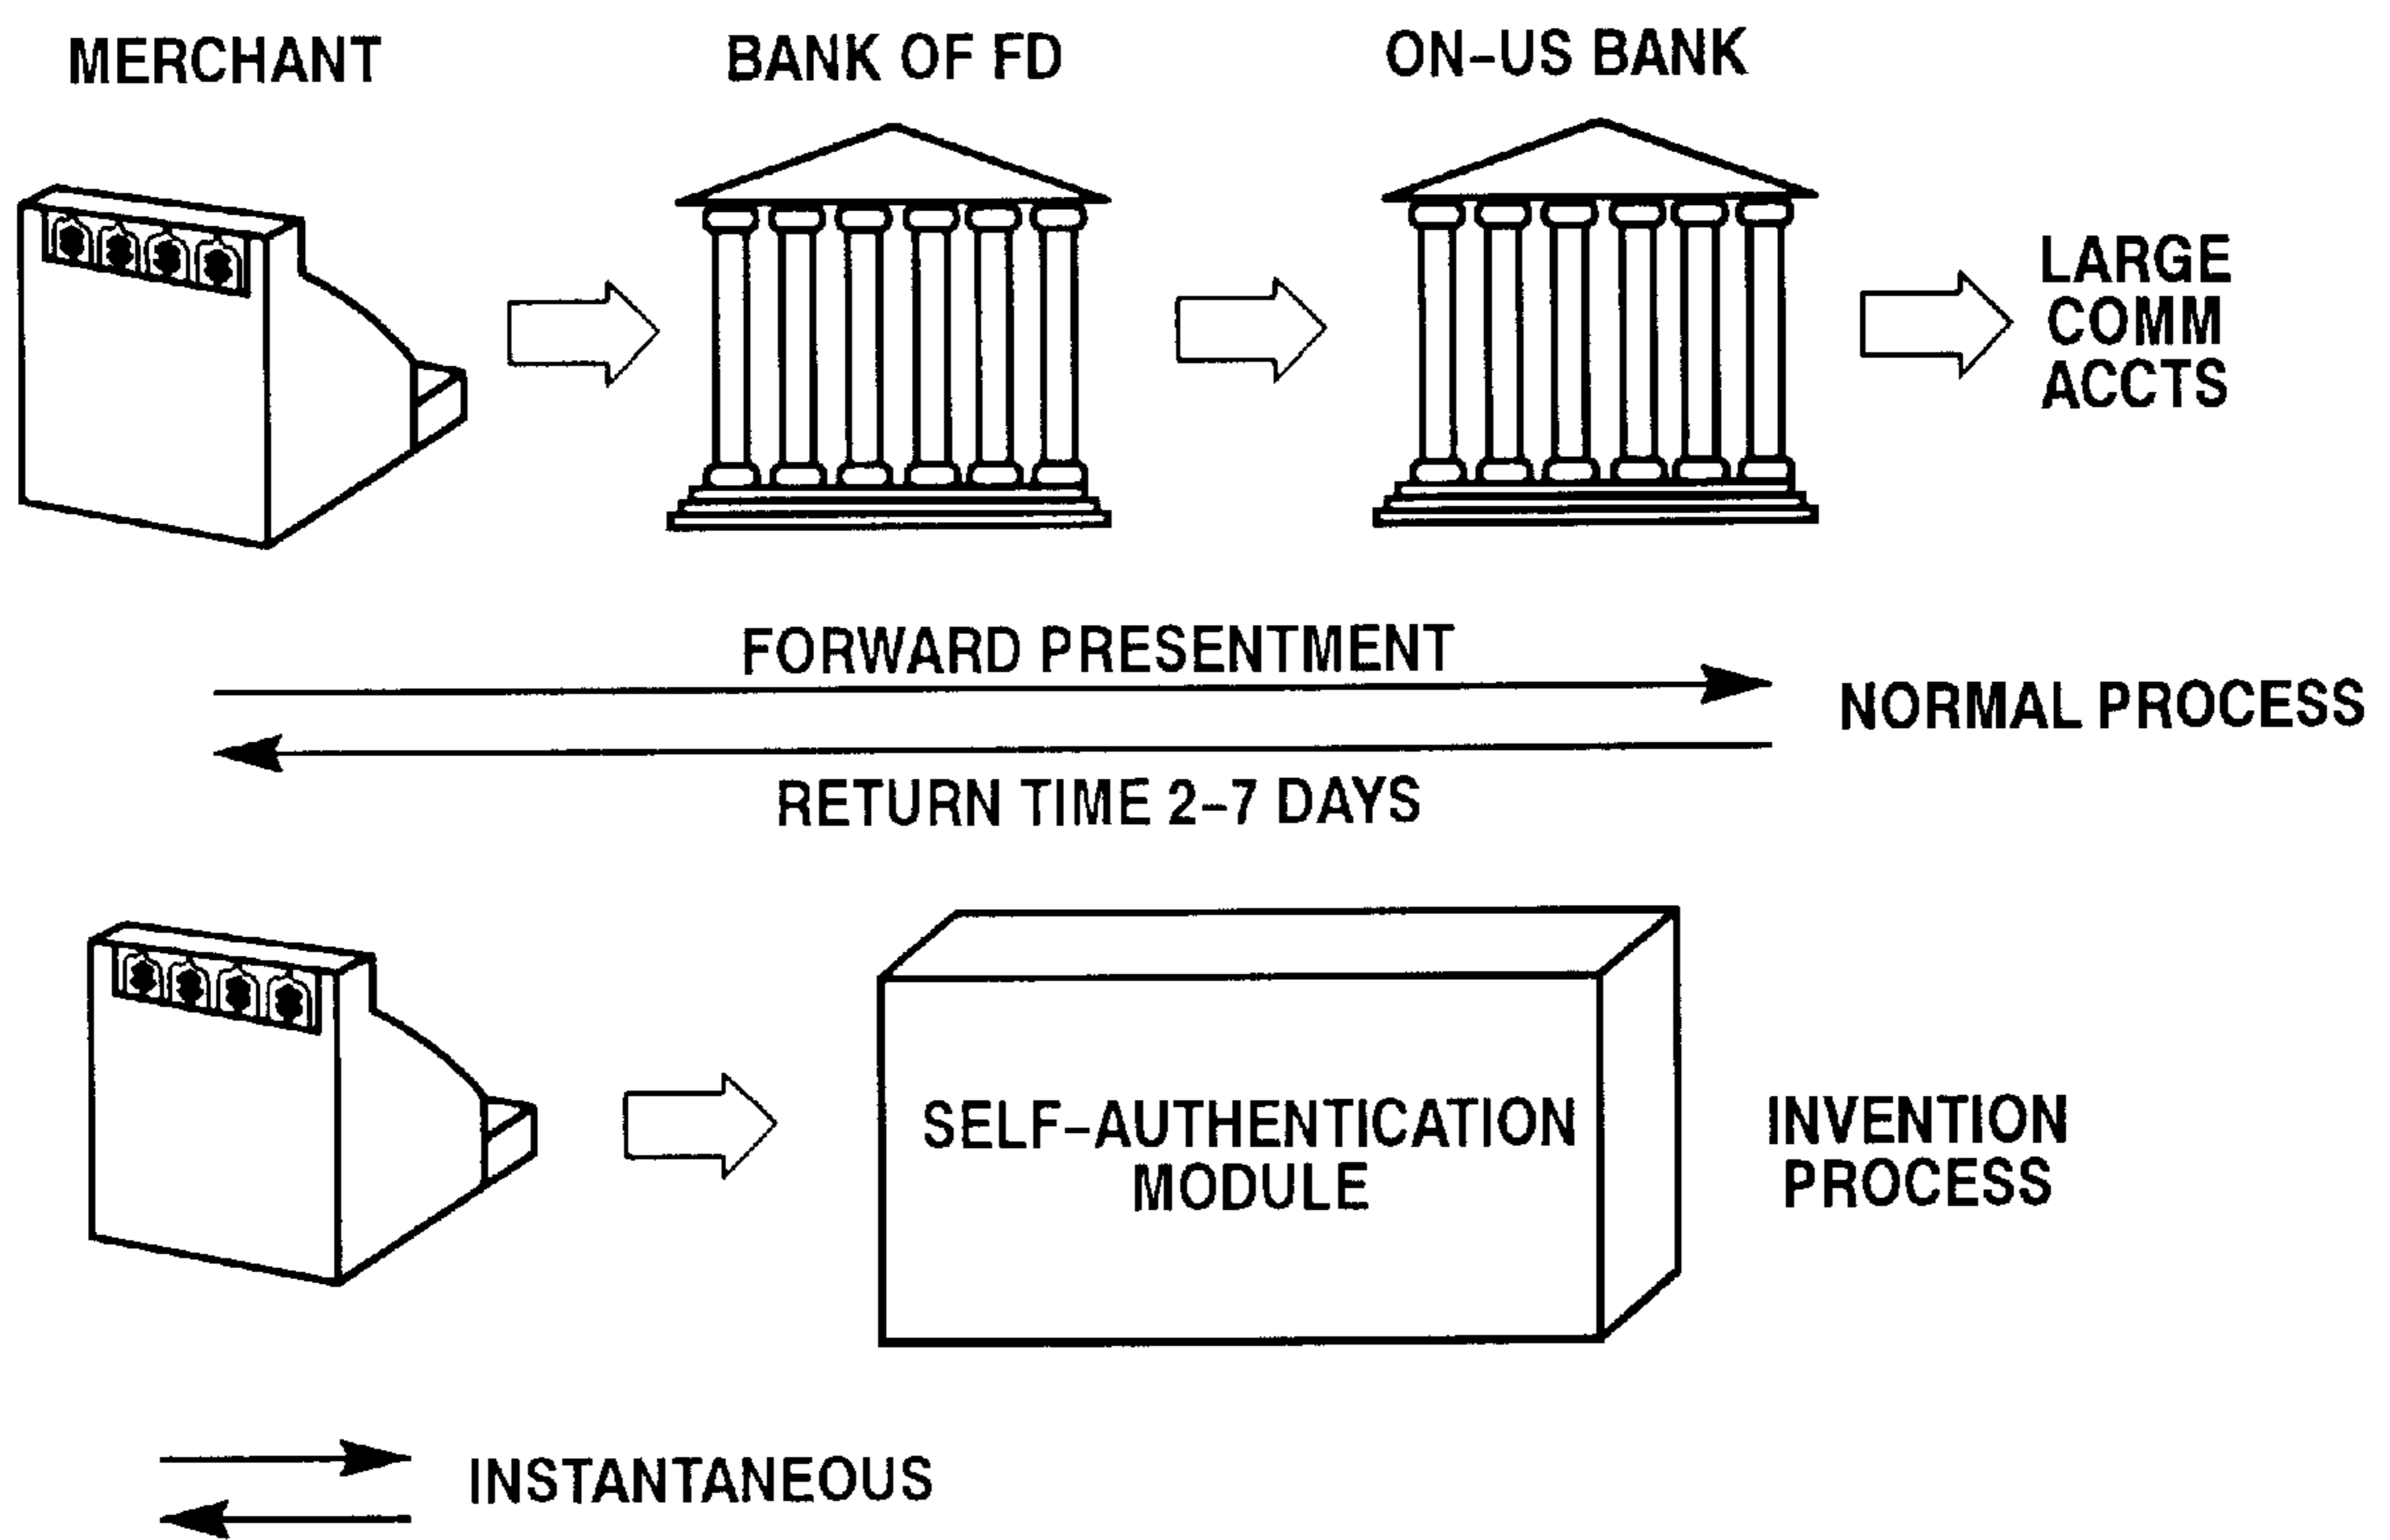 MERCHANT
BANK OF FD
ON-US BANK
LARGE
COMM
ACCTS
FORWARD PRESENTMENT
NORMAL PROCESS
RETURN TIME 2-7 DAYS
SELF-AUTHENTICATION
MODULE
INVENTION
PROCESS
INSTANTANEOUS